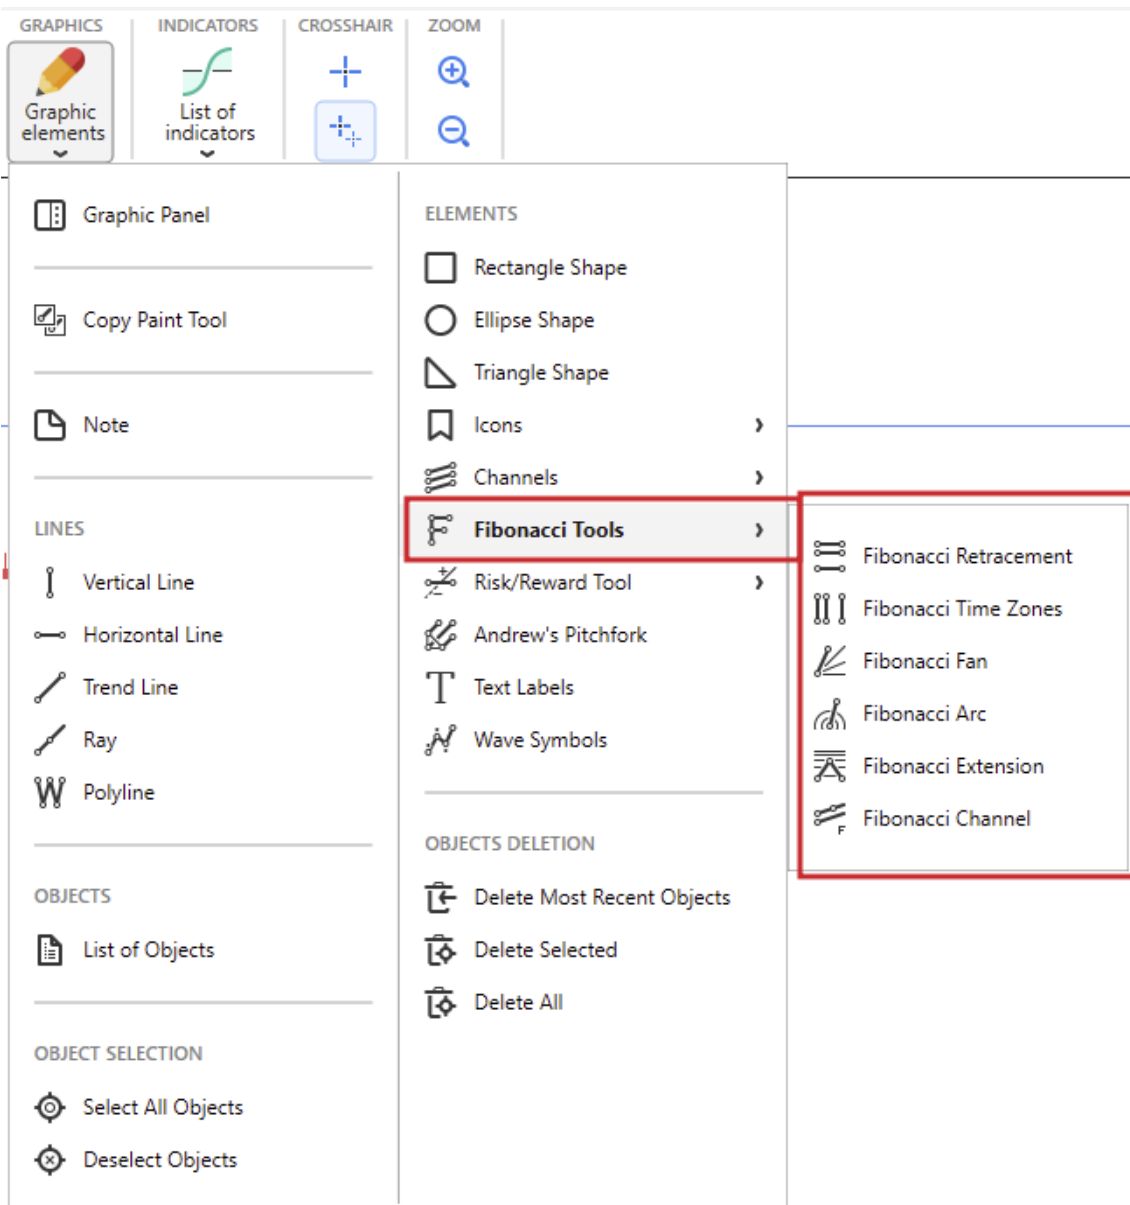 GRAPHICS
INDICATORS
CROSSHAIR
ZOOM
Graphic
elements
List of
indicators
Graphic Panel
Copy Paint Tool
Note
LINES
Vertical Line
Horizontal Line
Trend Line
Ray
Polyline
OBJECTS
List of Objects
OBJECT SELECTION
Select All Objects
Deselect Objects
ELEMENTS
Rectangle Shape
Ellipse Shape
Triangle Shape
Icons
Channels
Fibonacci Tools
Risk/Reward Tool
Andrew's Pitchfork
Text Labels
Wave Symbols
OBJECTS DELETION
Delete Most Recent Objects
Delete Selected
Delete All
Fibonacci Retracement
Fibonacci Time Zones
Fibonacci Fan
Fibonacci Arc
Fibonacci Extension
Fibonacci Channel